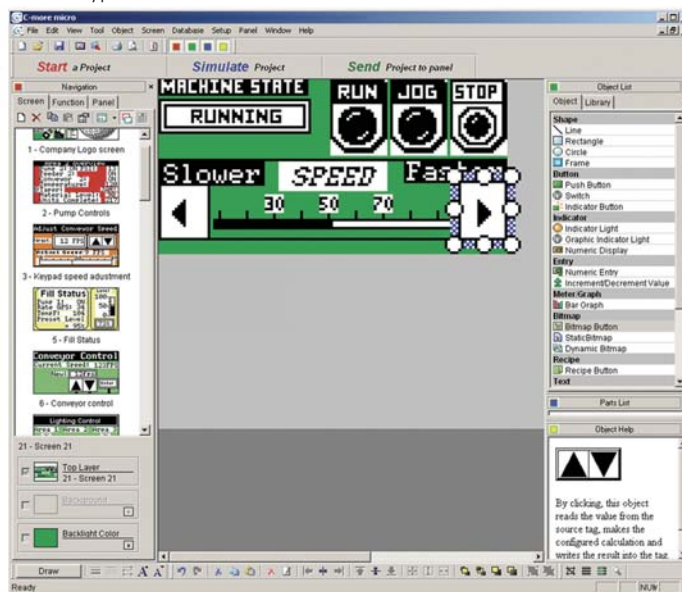 C-more micro
File Edit View Tool Object Screen Database Setup Panel Window Help
Start a Project
Simulate Project
Send Project to panel
Navigation
Screen Function Panel
1 - Company Logo screen
2 - Pump Controls
Adjust Conveyor Speed
12 FPS
3 - Keypad speed adjustment
Fill Status
5 - Fill Status
Conveyor Control
6 - Conveyor control
Lighting Control
21 - Screen 21
Top Layer
21 - Screen 21
Background
Backlight Color
MACHINE STATE
RUNNING
RUN JOG STOP
Slower SPEED
30 50 70
Object List
Object Library
Shape
Line
Rectangle
Circle
Frame
Button
Push Button
Switch
Indicator Button
Indicator
Indicator Light
Graphic Indicator Light
Numeric Display
Entry
Numeric Entry
Increment/Decrement Value
Meter/Graph
Bar Graph
Bitmap
Bitmap Button
StaticBitmap
Dynamic Bitmap
Recipe
Recipe Button
Text
Parts List
Object Help
By clicking, this object
reads the value from the
source tag, makes the
configured calculation and
writes the result into the tag.
Draw
Ready
NUM